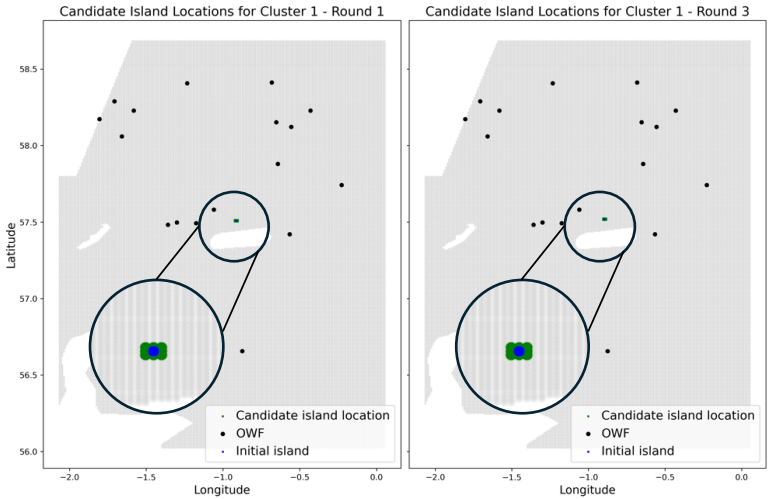 Candidate Island Locations for Cluster 1 - Round 1
Candidate Island Locations for Cluster 1 - Round 3
Latitude
58.5
58.0
57.5
57.0
56.5
56.0
Candidate island location
OWF
Initial island
Candidate island location
OWF
Initial island
−2.0 −1.5 −1.0 −0.5 0.0
−2.0 −1.5 −1.0 −0.5 0.0
Longitude
Longitude